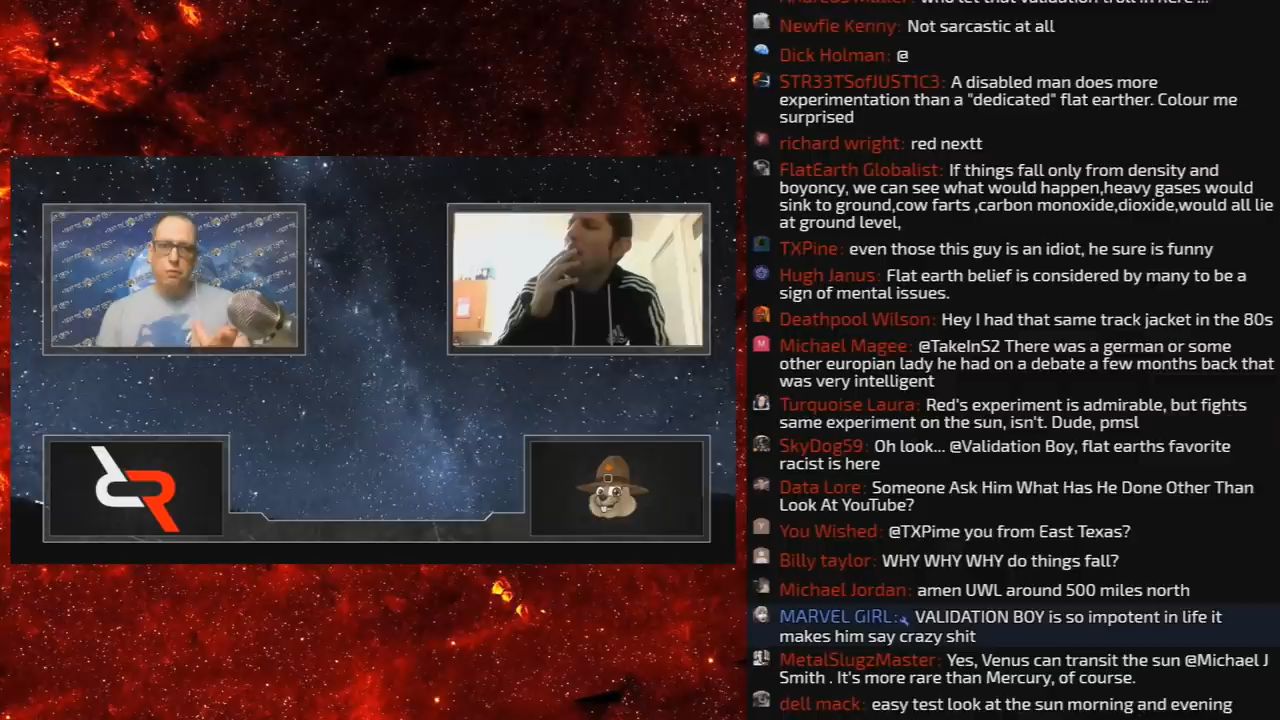 who let that validation troll in here ...
Newfie Kenny: Not sarcastic at all
Dick Holman: @
STR33TSofJUST1C3: A disabled man does more
experimentation than a "dedicated" flat earther. Colour me
surprised
richard wright: red nextt
FlatEarth Globalist: If things fall only from density and
boyoncy, we can see what would happen,heavy gases would
sink to ground,cow farts ,carbon monoxide,dioxide,would all lie
at ground level,
TXPine: even those this guy is an idiot, he sure is funny
Hugh Janus: Flat earth belief is considered by many to be a
sign of mental issues.
Deathpool Wilson: Hey I had that same track jacket in the 80s
M
Michael Magee: @TakeInS2 There was a german or some
other europian lady he had on a debate a few months back that
was very intelligent
Turquoise Laura: Red's experiment is admirable, but fights
same experiment on the sun, isn't. Dude, pmsl
SkyDog59: Oh look... @Validation Boy, flat earths favorite
racist is here
Data Lore: Someone Ask Him What Has He Done Other Than
Look At YouTube?
Y
You Wished: @TXPime you from East Texas?
Billy taylor: WHY WHY WHY do things fall?
Michael Jordan: amen UWL around 500 miles north
MARVEL GIRL: VALIDATION BOY is so impotent in life it
makes him say crazy shit
MetalSlugzMaster: Yes, Venus can transit the sun @Michael J
Smith . It's more rare than Mercury, of course.
dell mack: easy test look at the sun morning and evening